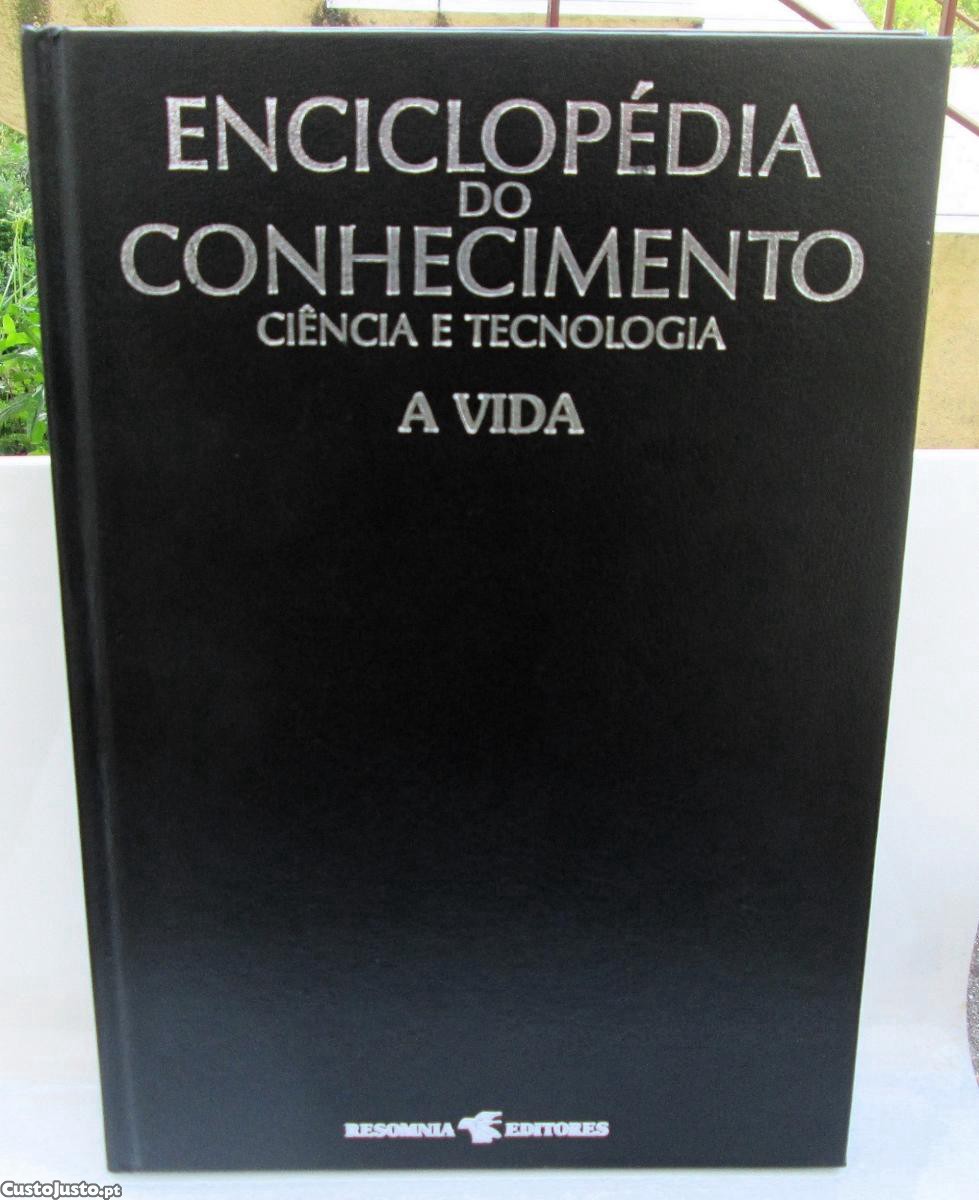 ENCICLOPÉDIA
DO
CONHECIMENTO
CIÊNCIA E TECNOLOGIA
A VIDA
RESOMNIA EDITORES
CustoJusto.pt